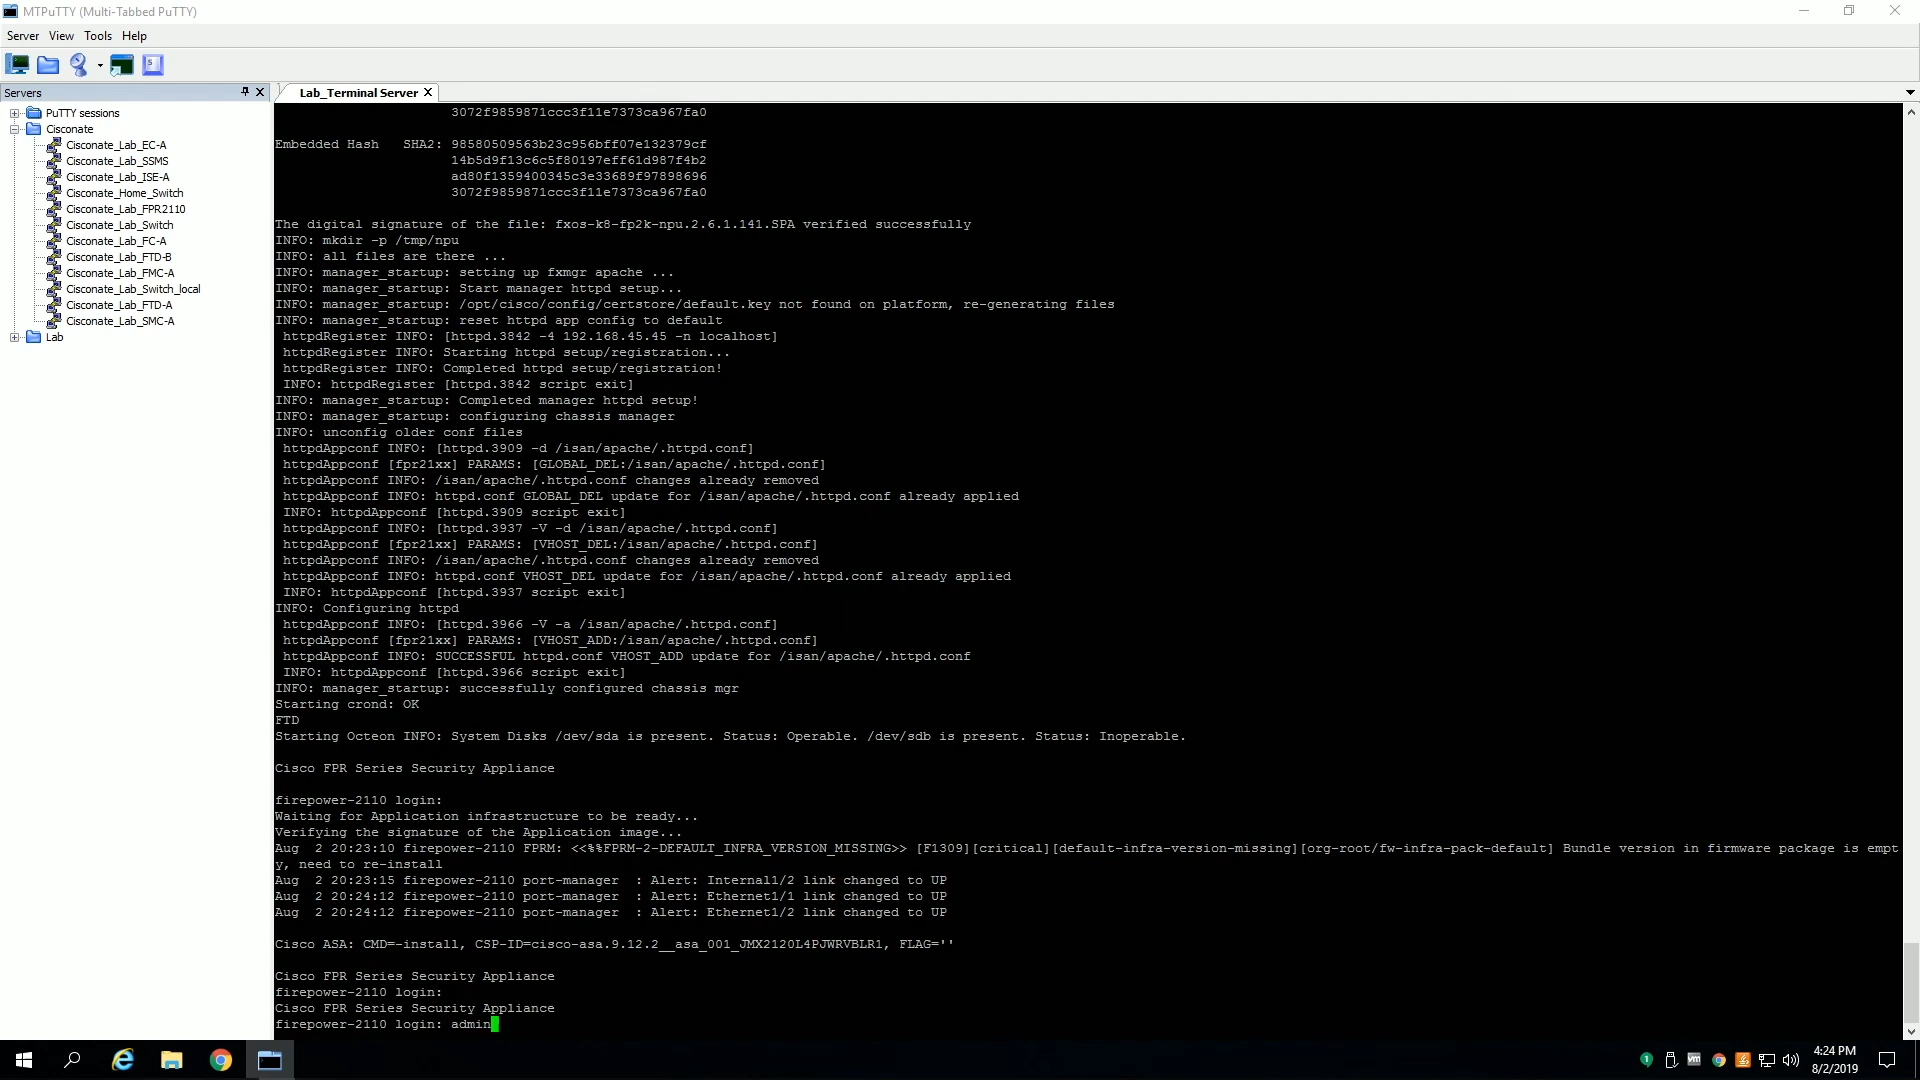 MTPuTTY (Multi-Tabbed PuTTY)
Server View Tools Help
Servers
PuTTY sessions
Cisconate
Cisconate_Lab_EC-A
Cisconate_Lab_SSMS
Cisconate_Lab_ISE-A
Cisconate_Home_Switch
Cisconate_Lab_FPR2110
Cisconate_Lab_Switch
Cisconate_Lab_FC-A
Cisconate_Lab_FTD-B
Cisconate_Lab_FMC-A
Cisconate_Lab_Switch_local
Cisconate_Lab_FTD-A
Cisconate_Lab_SMC-A
Lab
Lab_Terminal Server
3072f9859871ccc3f11e7373ca967fa0
Embedded Hash   SHA2: 98580509563b23c956bff07e132379cf
14b5d9f13c6c5f80197eff61d987f4b2
ad80f1359400345c3e33689f97898696
3072f9859871ccc3f11e7373ca967fa0
The digital signature of the file: fxos-k8-fp2k-npu.2.6.1.141.SPA verified successfully
INFO: mkdir -p /tmp/npu
INFO: all files are there ...
INFO: manager_startup: setting up fxmgr apache ...
INFO: manager_startup: Start manager httpd setup...
INFO: manager_startup: /opt/cisco/config/certstore/default.key not found on platform, re-generating files
INFO: manager_startup: reset httpd app config to default
httpdRegister INFO: [httpd.3842 -4 192.168.45.45 -n localhost]
httpdRegister INFO: Starting httpd setup/registration...
httpdRegister INFO: Completed httpd setup/registration!
INFO: httpdRegister [httpd.3842 script exit]
INFO: manager_startup: Completed manager httpd setup!
INFO: manager_startup: configuring chassis manager
INFO: unconfig older conf files
httpdAppconf INFO: [httpd.3909 -d /isan/apache/.httpd.conf]
httpdAppconf [fpr21xx] PARAMS: [GLOBAL_DEL:/isan/apache/.httpd.conf]
httpdAppconf INFO: /isan/apache/.httpd.conf changes already removed
httpdAppconf INFO: httpd.conf GLOBAL_DEL update for /isan/apache/.httpd.conf already applied
INFO: httpdAppconf [httpd.3909 script exit]
httpdAppconf INFO: [httpd.3937 -V -d /isan/apache/.httpd.conf]
httpdAppconf [fpr21xx] PARAMS: [VHOST_DEL:/isan/apache/.httpd.conf]
httpdAppconf INFO: /isan/apache/.httpd.conf changes already removed
httpdAppconf INFO: httpd.conf VHOST_DEL update for /isan/apache/.httpd.conf already applied
INFO: httpdAppconf [httpd.3937 script exit]
INFO: Configuring httpd
httpdAppconf INFO: [httpd.3966 -V -a /isan/apache/.httpd.conf]
httpdAppconf [fpr21xx] PARAMS: [VHOST_ADD:/isan/apache/.httpd.conf]
httpdAppconf INFO: SUCCESSFUL httpd.conf VHOST_ADD update for /isan/apache/.httpd.conf
INFO: httpdAppconf [httpd.3966 script exit]
INFO: manager_startup: successfully configured chassis mgr
Starting crond: OK
FTD
Starting Octeon INFO: System Disks /dev/sda is present. Status: Operable. /dev/sdb is present. Status: Inoperable.
Cisco FPR Series Security Appliance
firepower-2110 login:
Waiting for Application infrastructure to be ready...
Verifying the signature of the Application image...
Aug  2 20:23:10 firepower-2110 FPRM: <<%%FPRM-2-DEFAULT_INFRA_VERSION_MISSING>> [F1309][critical][default-infra-version-missing][org-root/fw-infra-pack-default] Bundle version in firmware package is empt
y, need to re-install
Aug  2 20:23:15 firepower-2110 port-manager  : Alert: Internal1/2 link changed to UP
Aug  2 20:24:12 firepower-2110 port-manager  : Alert: Ethernet1/1 link changed to UP
Aug  2 20:24:12 firepower-2110 port-manager  : Alert: Ethernet1/2 link changed to UP
Cisco ASA: CMD=-install, CSP-ID=cisco-asa.9.12.2__asa_001_JMX2120L4PJWRVBLR1, FLAG=''
Cisco FPR Series Security Appliance
firepower-2110 login:
Cisco FPR Series Security Appliance
firepower-2110 login: admin
4:24 PM
8/2/2019